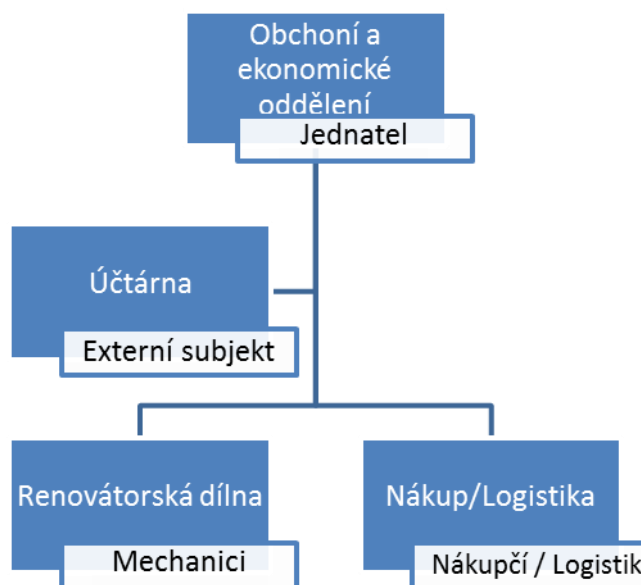 Obchoní a
ekonomické
oddělení
Jednatel
Účtárna
Externí subjekt
Renovátorská dílna
Mechanici
Nákup/Logistika
Nákupčí / Logistik